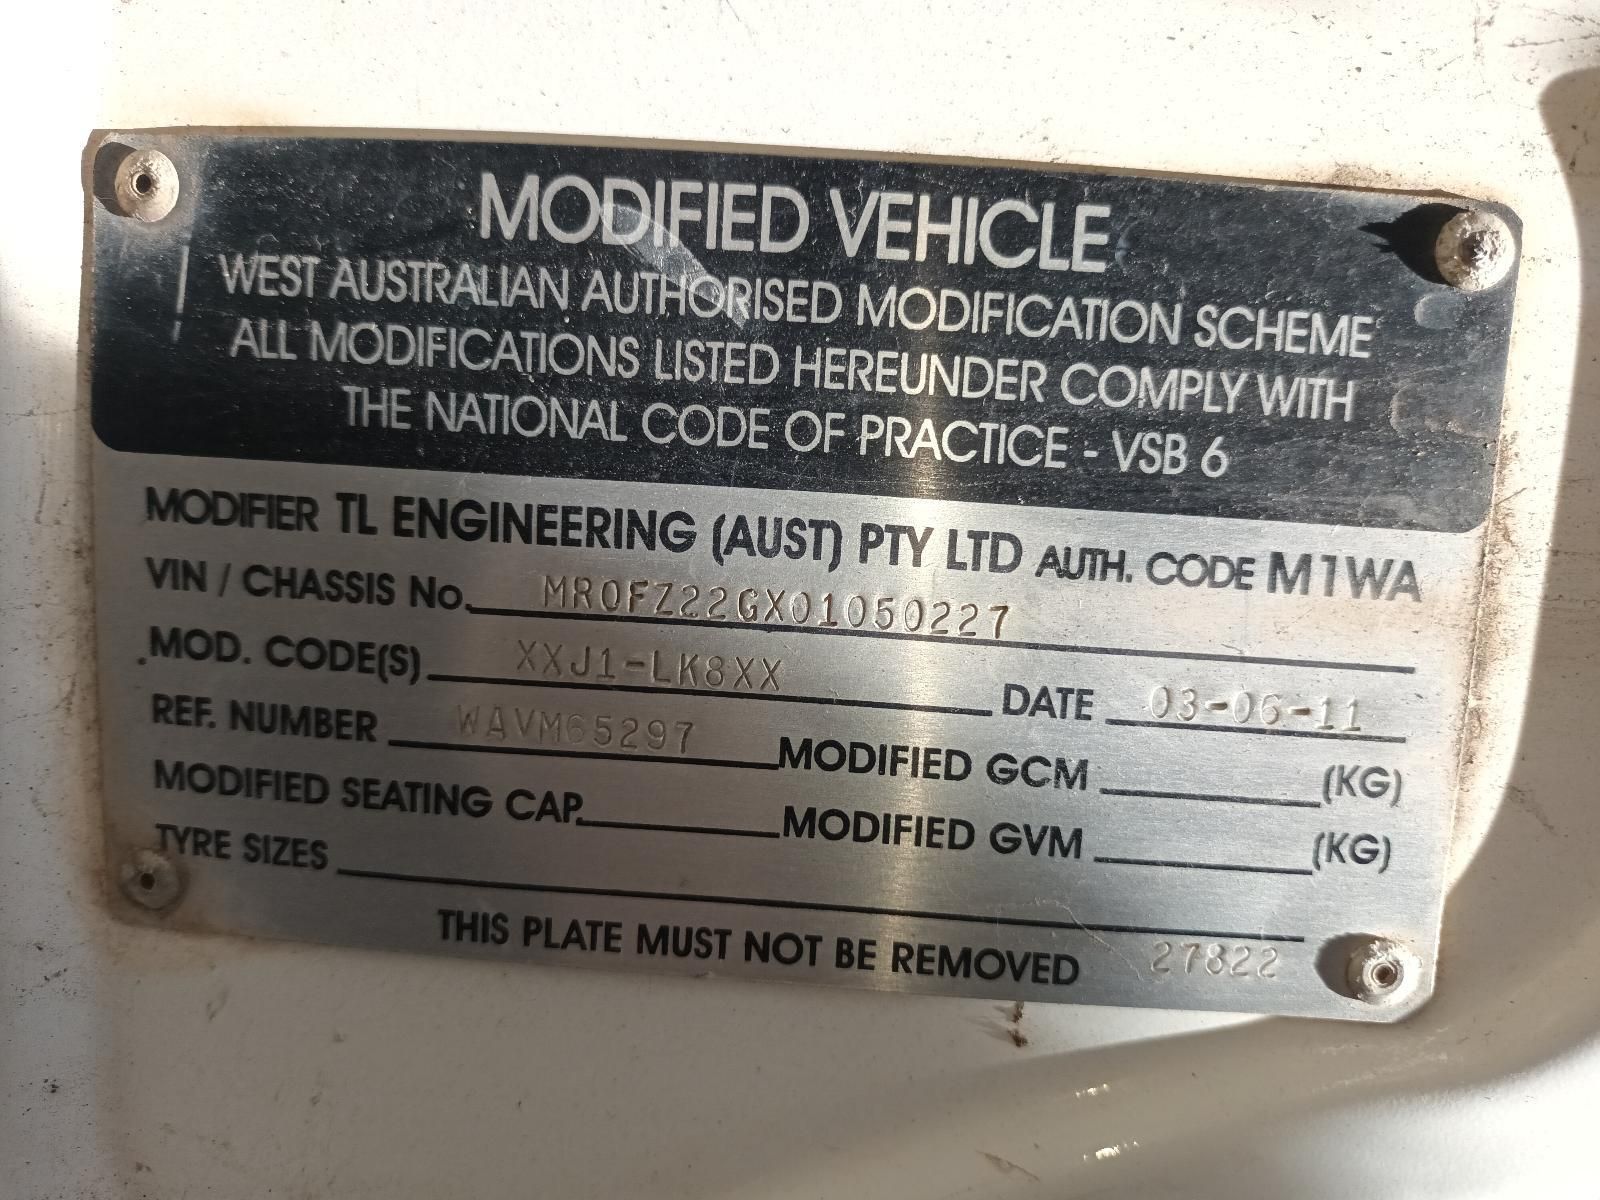 MODIFIED VEHICLE
WEST AUSTRALIAN AUTHORISED MODIFICATION SCHEME
ALL MODIFICATIONS LISTED HEREUNDER COMPLY WITH
THE NATIONAL CODE OF PRACTICE - VSB 6
MODIFIER TL ENGINEERING (AUST) PTY LTD AUTH. CODE M1WA
VIN / CHASSIS No. MR0FZ22GX01050227
MOD. CODE(S) XXJ1-LK8XX DATE 03-06-11
REF. NUMBER WAVM65297 MODIFIED GCM (KG)
MODIFIED SEATING CAP. MODIFIED GVM (KG)
TYRE SIZES
THIS PLATE MUST NOT BE REMOVED 27822